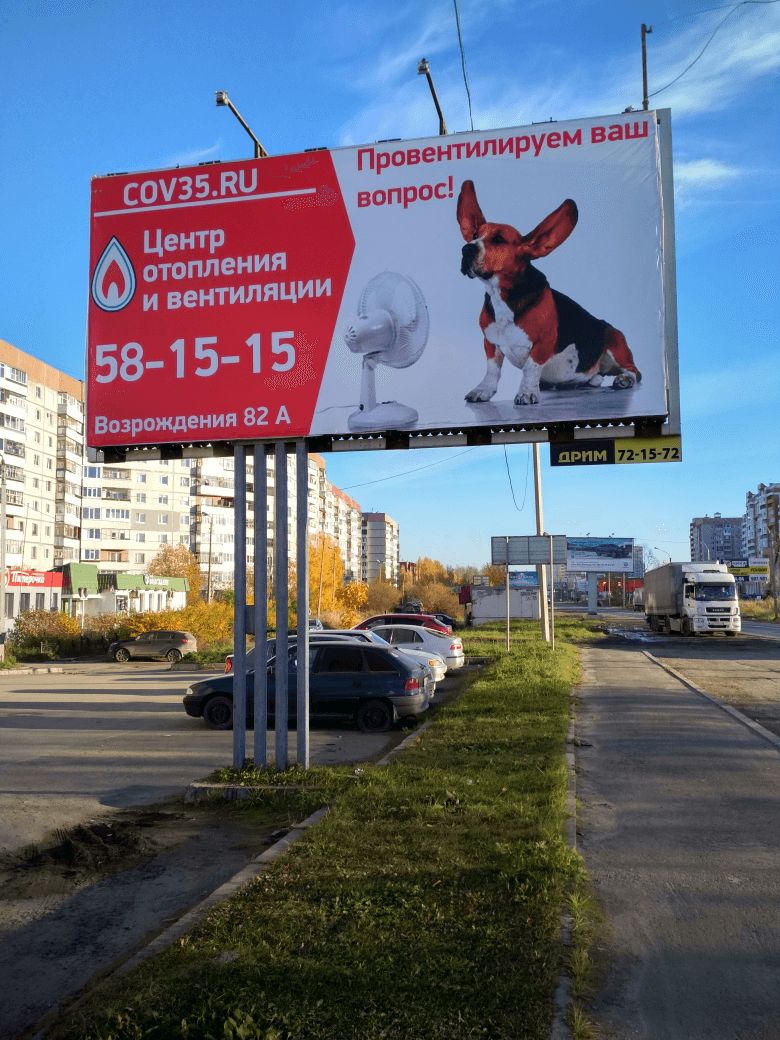 COV35.RU
Центр
отопления
и вентиляции
58-15-15
Возрождения 82 А
Провентилируем ваш
вопрос!
ДРИМ 72-15-72
Пятёрочка